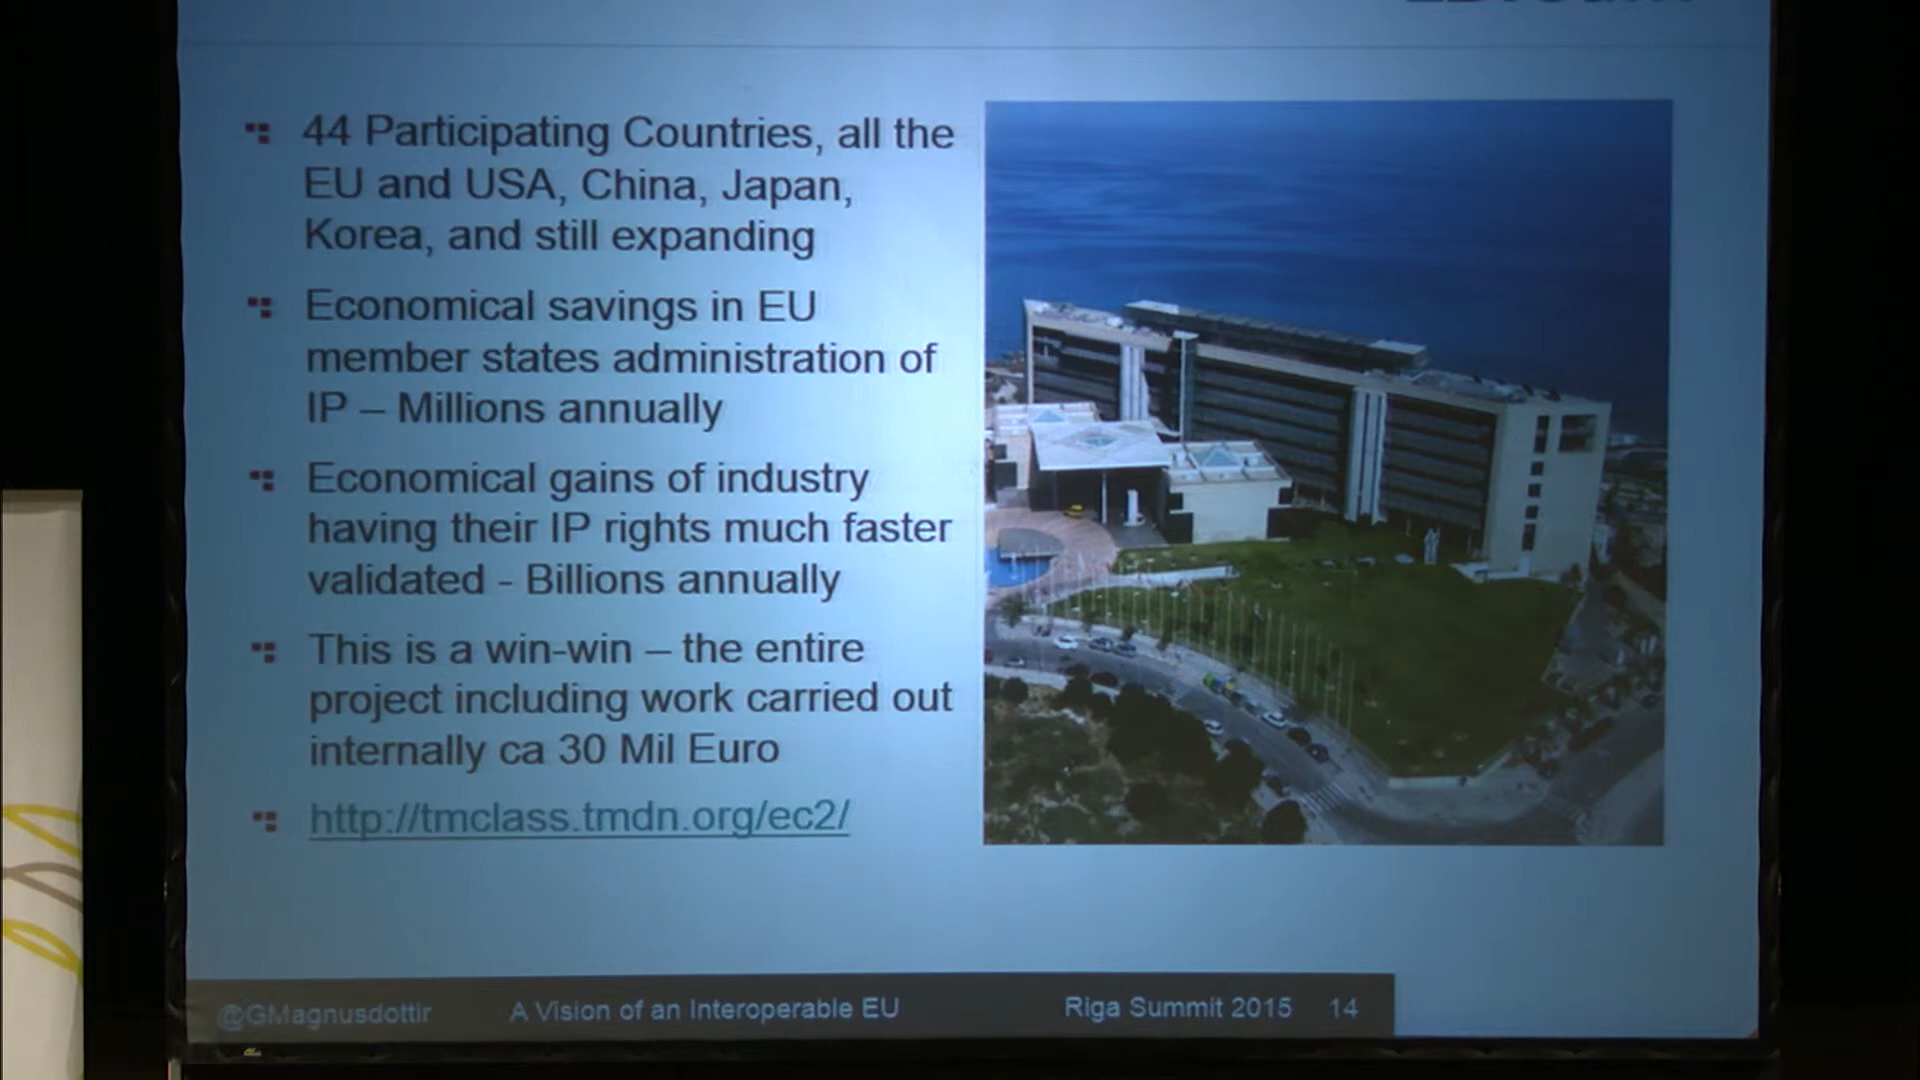 44 Participating Countries, all the
EU and USA, China, Japan,
Korea, and still expanding
Economical savings in EU
member states administration of
IP – Millions annually
Economical gains of industry
having their IP rights much faster
validated - Billions annually
This is a win-win – the entire
project including work carried out
internally ca 30 Mil Euro
http://tmclass.tmdn.org/ec2/
@GMagnusdottir A Vision of an Interoperable EU Riga Summit 2015 14